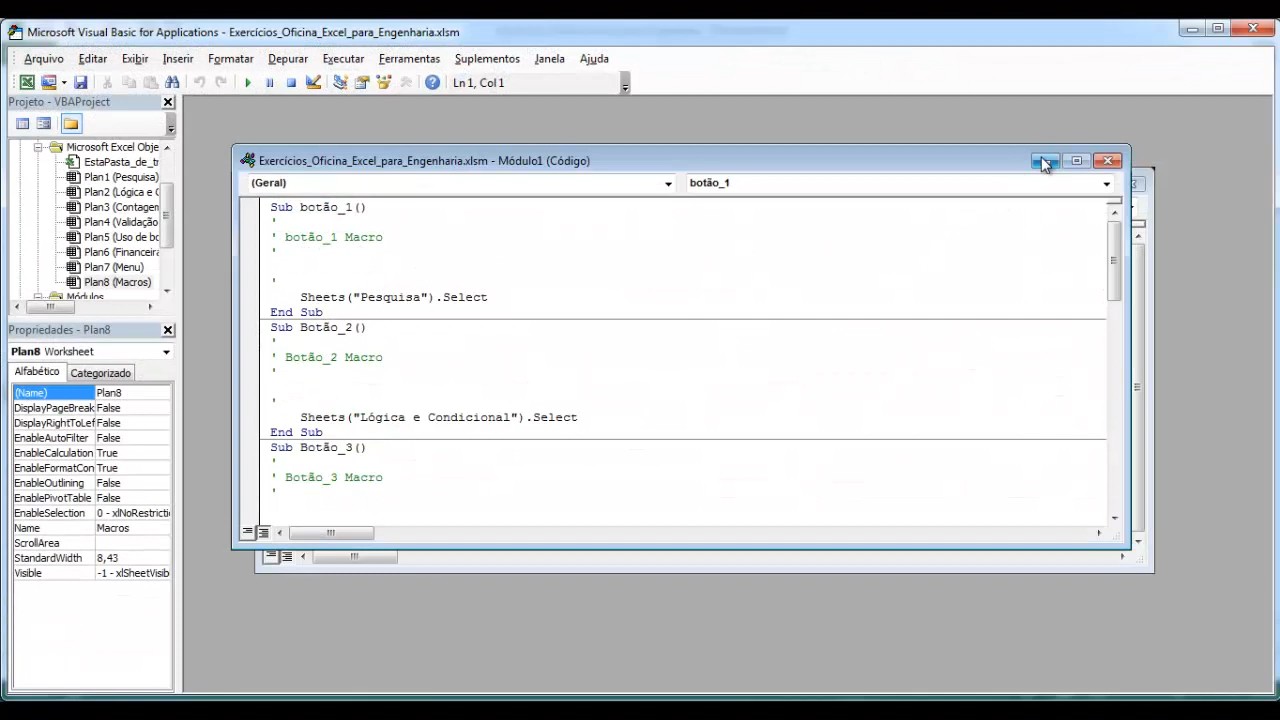 Microsoft Visual Basic for Applications - Exercícios_Oficina_Excel_para_Engenharia.xlsm
Arquivo Editar Exibir Inserir Formatar Depurar Executar Ferramentas Suplementos Janela Ajuda
Ln 1, Col 1
Projeto - VBAProject
Microsoft Excel Obje
EstaPasta_de_tr
Plan1 (Pesquisa)
Plan2 (Lógica e C
Plan3 (Contagem
Plan4 (Validação
Plan5 (Uso de bo
Plan6 (Financeira
Plan7 (Menu)
Plan8 (Macros)
Módulos
Propriedades - Plan8
Plan8 Worksheet
Alfabético Categorizado
(Name) Plan8
DisplayPageBreak False
DisplayRightToLef False
EnableAutoFilter False
EnableCalculation True
EnableFormatCon True
EnableOutlining False
EnablePivotTable False
EnableSelection 0 - xlNoRestrictio
Name Macros
ScrollArea
StandardWidth 8,43
Visible -1 - xlSheetVisib
Exercícios_Oficina_Excel_para_Engenharia.xlsm - Módulo1 (Código)
(Geral) botão_1
Sub botão_1()
'
' botão_1 Macro
'
'
Sheets("Pesquisa").Select
End Sub
Sub Botão_2()
'
' Botão_2 Macro
'
'
Sheets("Lógica e Condicional").Select
End Sub
Sub Botão_3()
'
' Botão_3 Macro
'